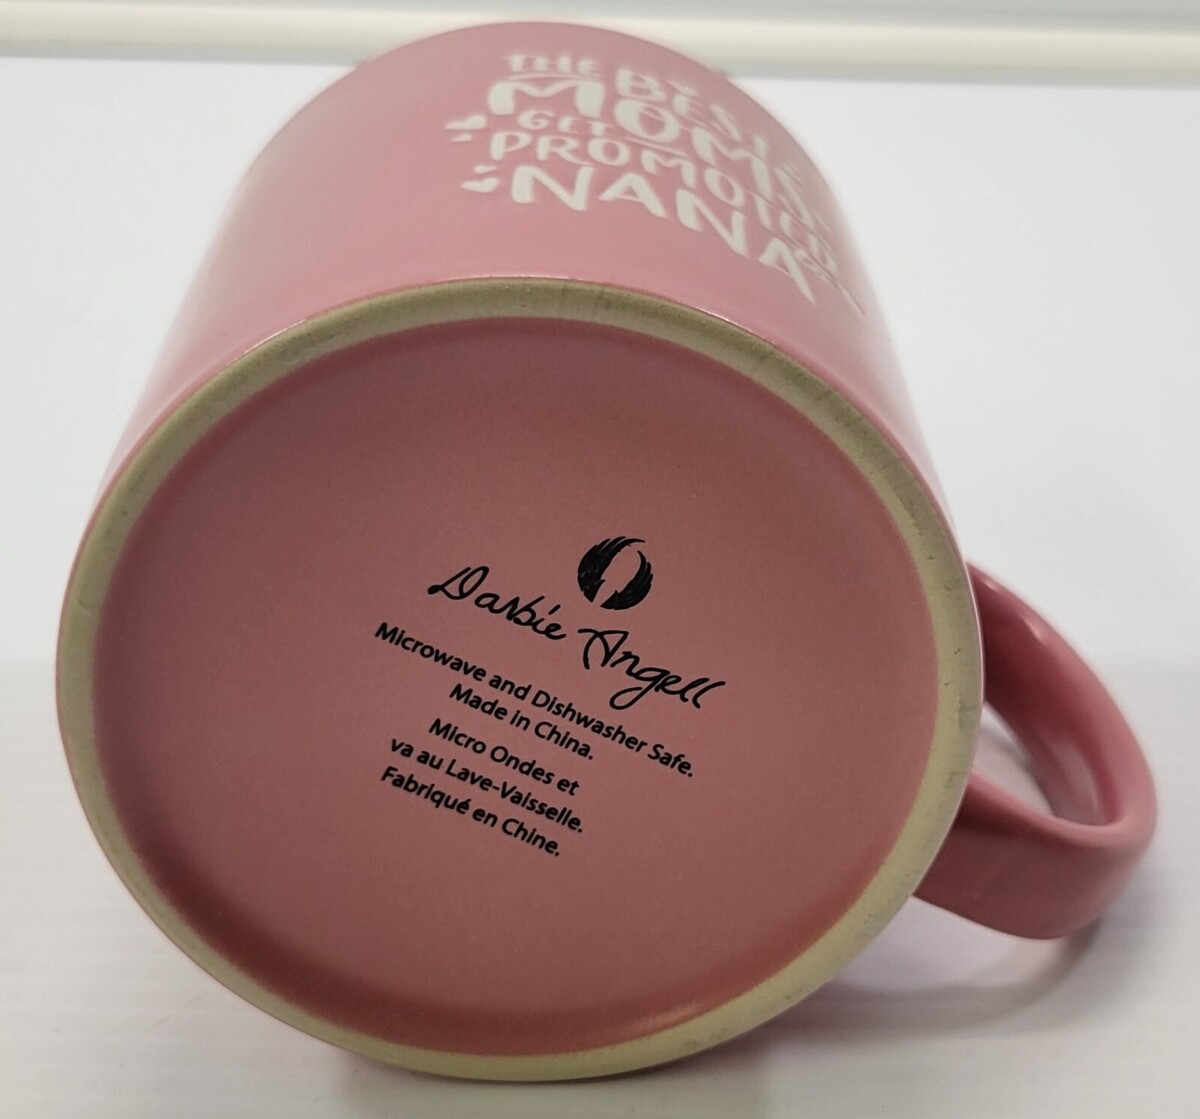 THE BEST
MOMS
GET
PROMOTED
NANA
Darbie Angell
Microwave and Dishwasher Safe.
Made in China.
Micro Ondes et
va au Lave-Vaisselle.
Fabriqué en Chine.